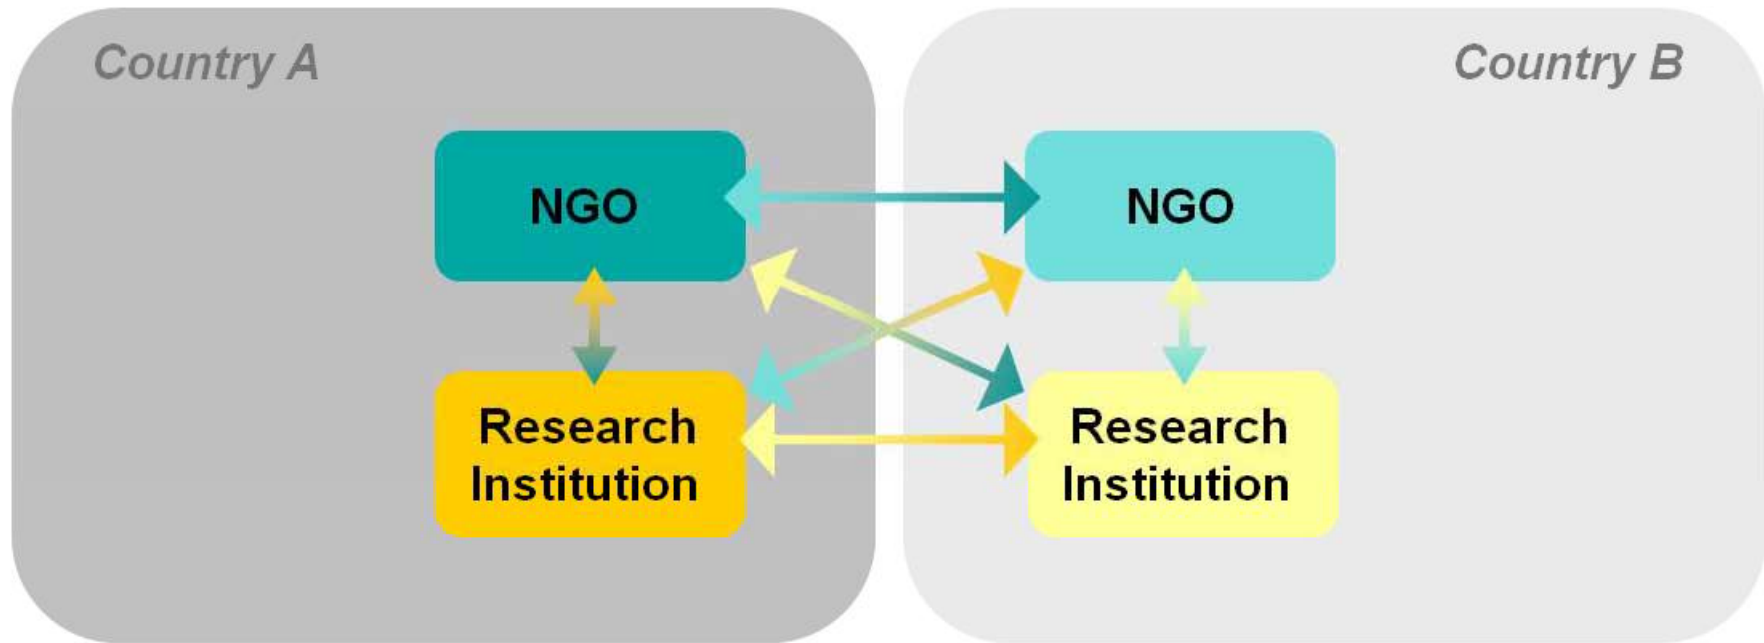 Country A
Country B
NGO
NGO
Research
Institution
Research
Institution